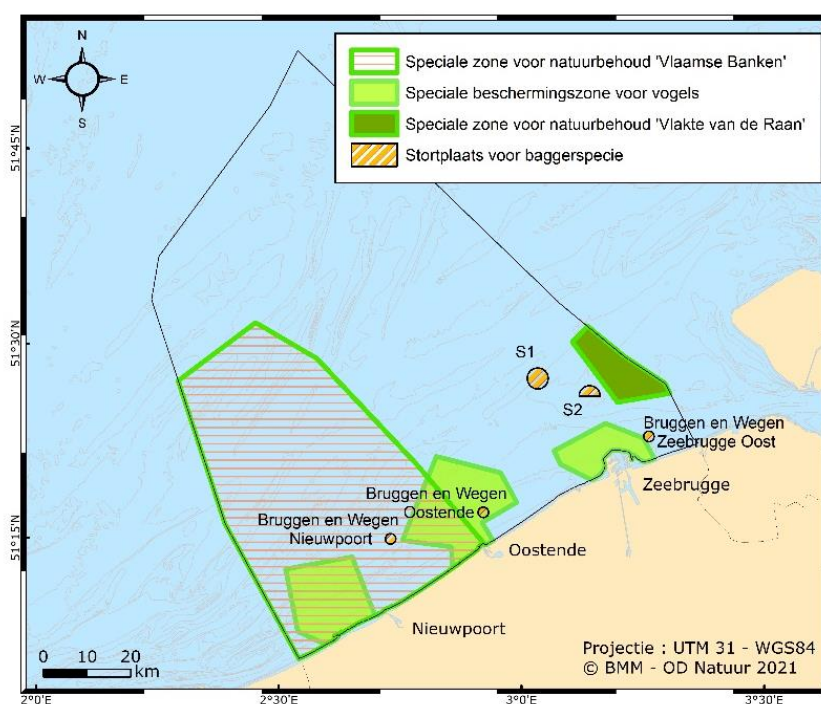 N
W E
S
Speciale zone voor natuurbehoud 'Vlaamse Banken'
Speciale beschermingszone voor vogels
Speciale zone voor natuurbehoud 'Vlakte van de Raan'
Stortplaats voor baggerspecie
51°45'N
51°30'N
51°15'N
S1
S2
Bruggen en Wegen
Zeebrugge Oost
Zeebrugge
Bruggen en Wegen
Oostende
Bruggen en Wegen
Nieuwpoort
Oostende
Nieuwpoort
Projectie : UTM 31 - WGS84
© BMM - OD Natuur 2021
0 10 20
km
2°0'E 2°30'E 3°0'E 3°30'E